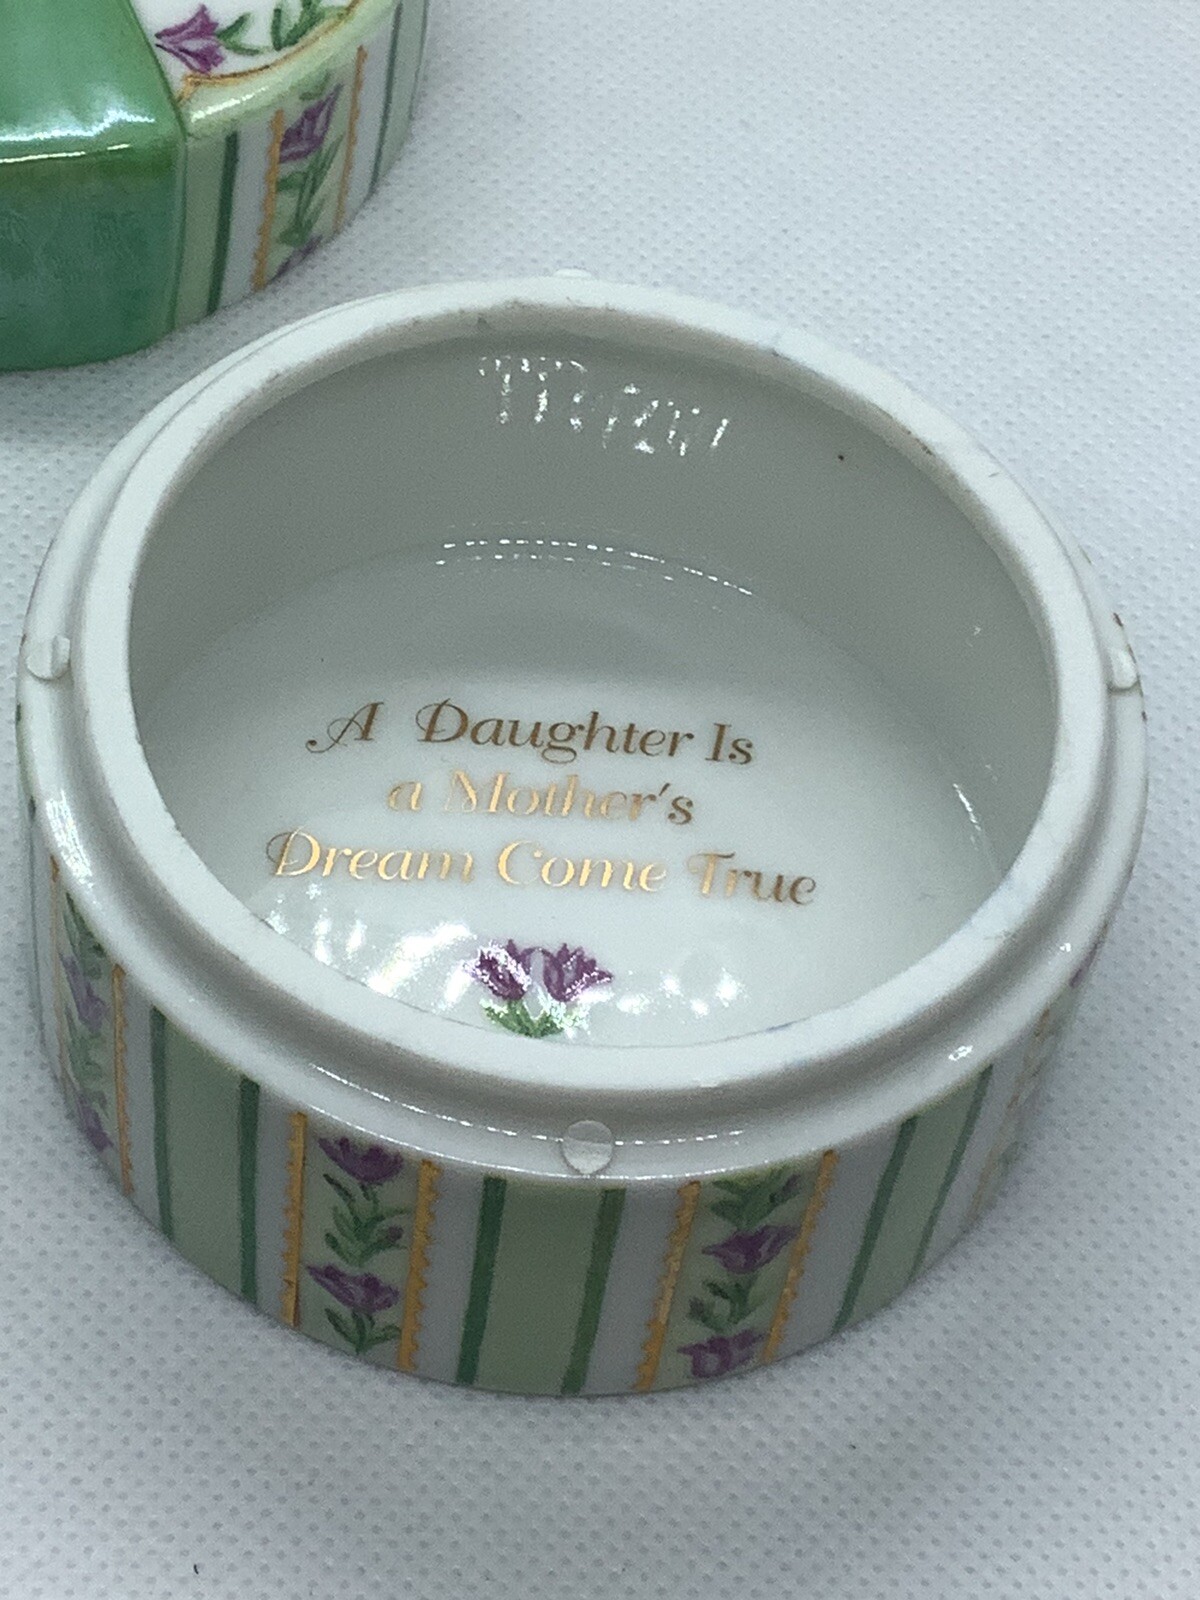 A Daughter Is
a Mother's
Dream Come True